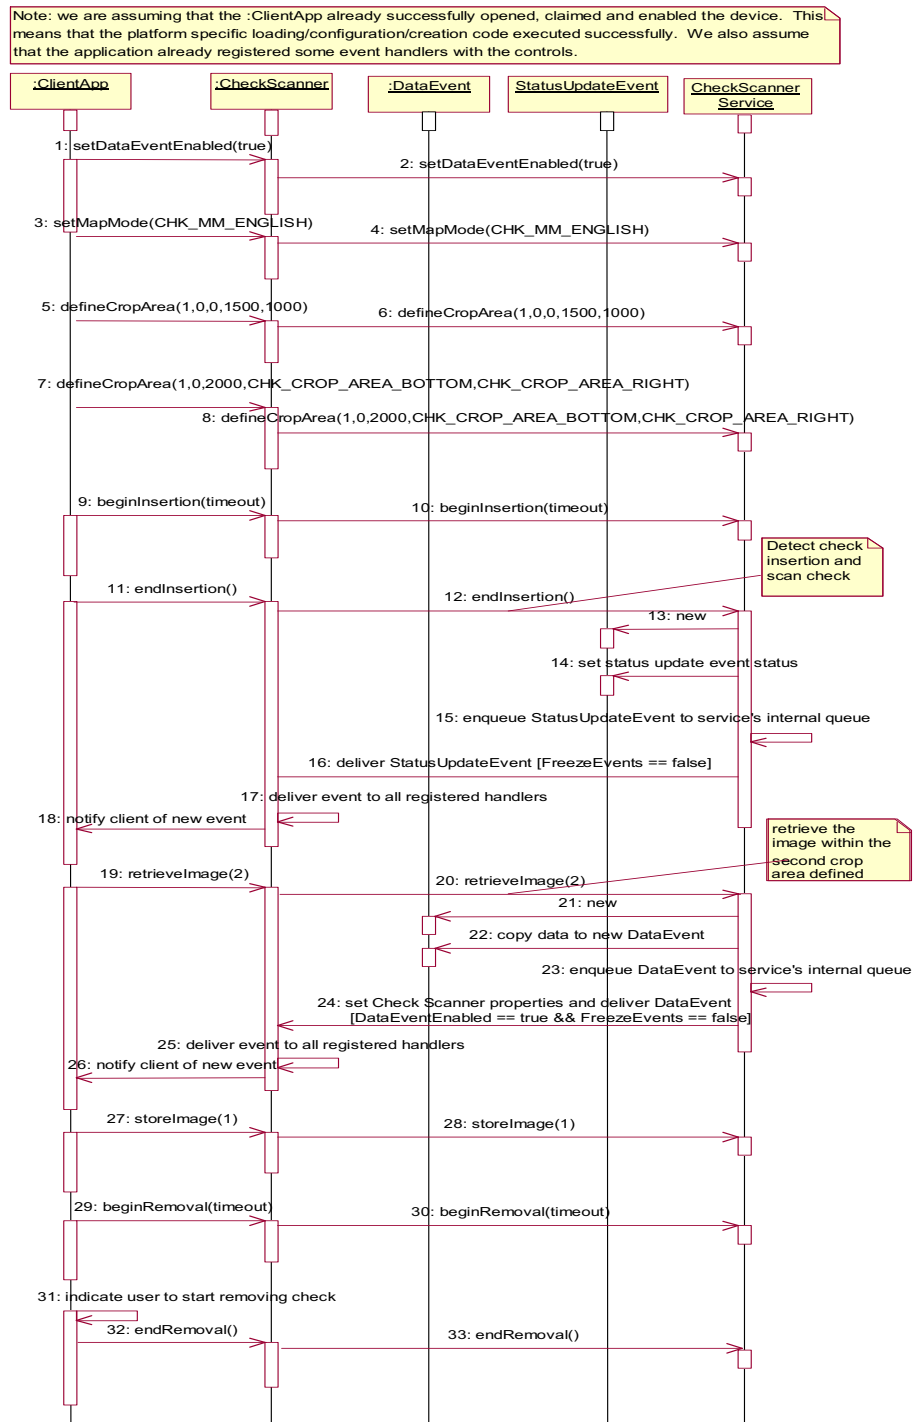 Note: we are assuming that the :ClientApp already successfully opened, claimed and enabled the device.  This
means that the platform specific loading/configuration/creation code executed successfully.  We also assume
that the application already registered some event handlers with the controls.
:ClientApp
:CheckScanner
:DataEvent
StatusUpdateEvent
CheckScanner
Service
1: setDataEventEnabled(true)
2: setDataEventEnabled(true)
3: setMapMode(CHK_MM_ENGLISH)
4: setMapMode(CHK_MM_ENGLISH)
5: defineCropArea(1,0,0,1500,1000)
6: defineCropArea(1,0,0,1500,1000)
7: defineCropArea(1,0,2000,CHK_CROP_AREA_BOTTOM,CHK_CROP_AREA_RIGHT)
8: defineCropArea(1,0,2000,CHK_CROP_AREA_BOTTOM,CHK_CROP_AREA_RIGHT)
9: beginInsertion(timeout)
10: beginInsertion(timeout)
Detect check
insertion and
scan check
11: endInsertion()
12: endInsertion()
13: new
14: set status update event status
15: enqueue StatusUpdateEvent to service's internal queue
16: deliver StatusUpdateEvent [FreezeEvents == false]
17: deliver event to all registered handlers
18: notify client of new event
retrieve the
image within the
second crop
area defined
19: retrieveImage(2)
20: retrieveImage(2)
21: new
22: copy data to new DataEvent
23: enqueue DataEvent to service's internal queue
24: set Check Scanner properties and deliver DataEvent
[DataEventEnabled == true && FreezeEvents == false]
25: deliver event to all registered handlers
26: notify client of new event
27: storeImage(1)
28: storeImage(1)
29: beginRemoval(timeout)
30: beginRemoval(timeout)
31: indicate user to start removing check
32: endRemoval()
33: endRemoval()